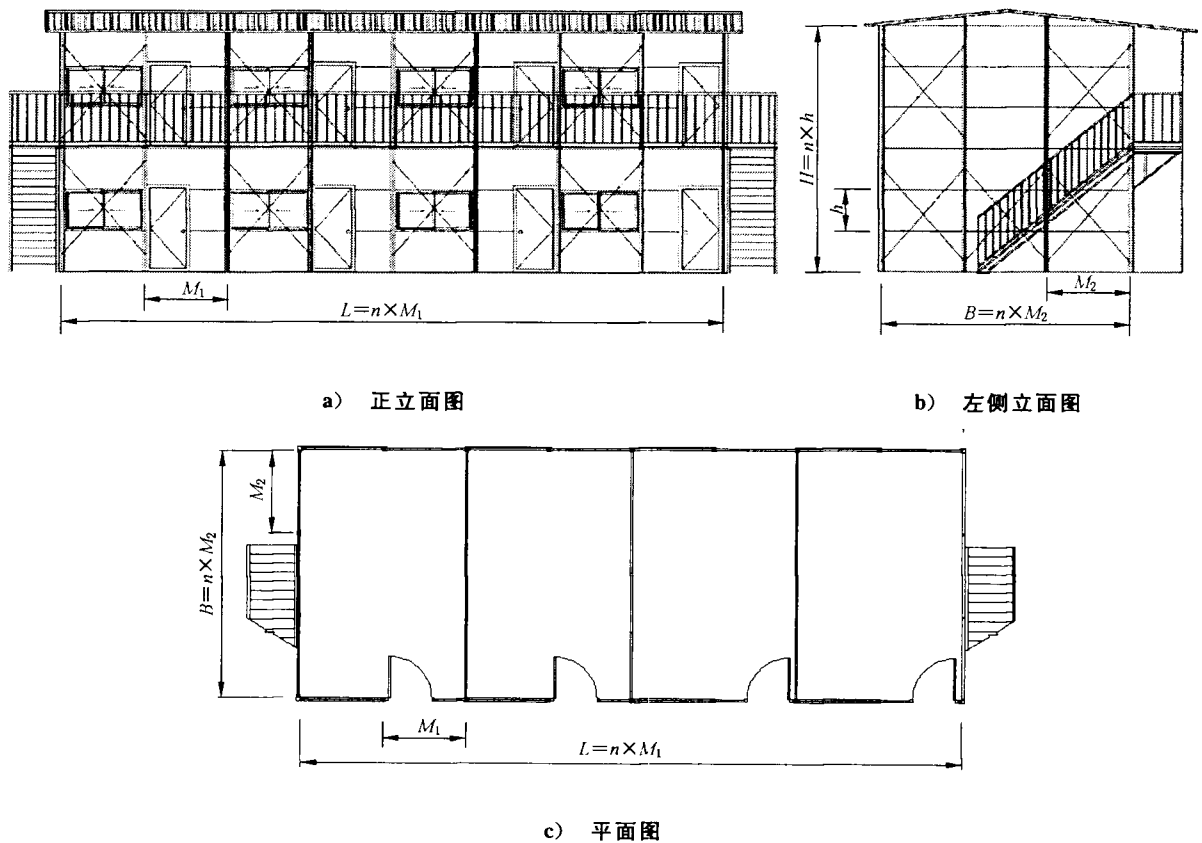 H=n×h
h
M₁
L=n×M₁
M₂
B=n×M₂
a) 正立面图
b) 左侧立面图
M₂
B=n×M₂
M₁
L=n×M₁
c) 平面图